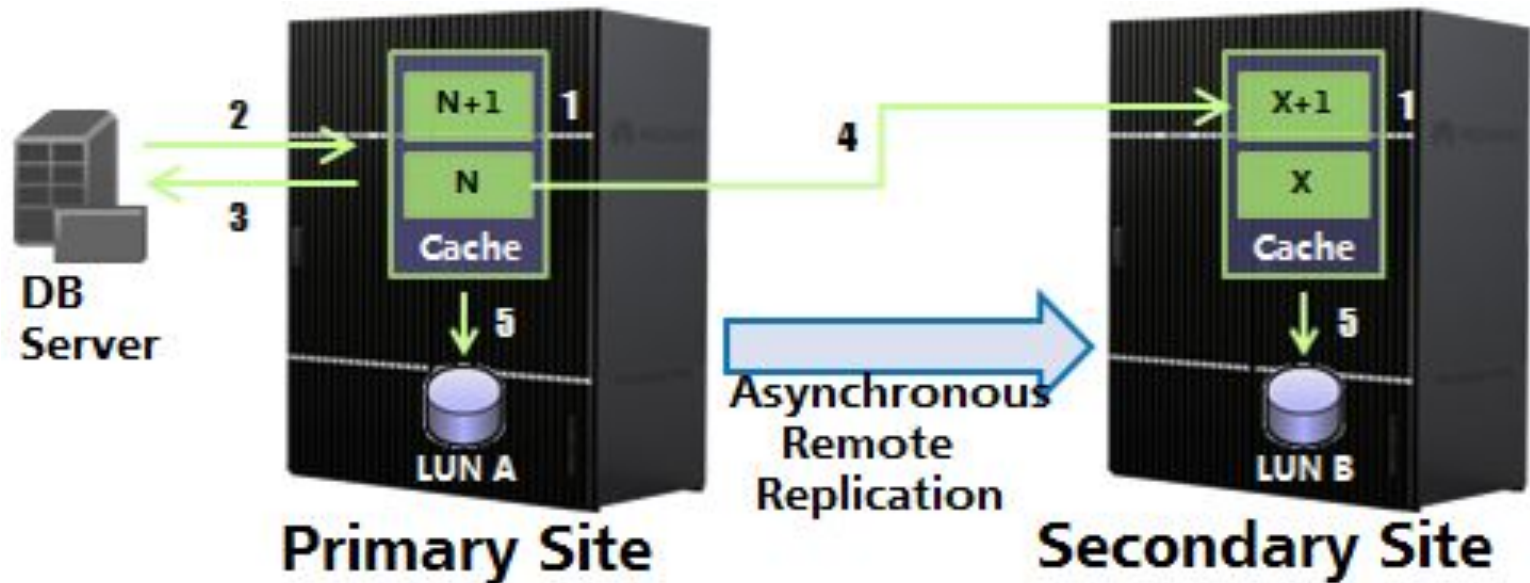 N+1
1
2
N
3
Cache
DB
Server
5
LUN A
4
X+1
1
X
Cache
5
LUN B
Asynchronous
Remote
Replication
Primary Site
Secondary Site